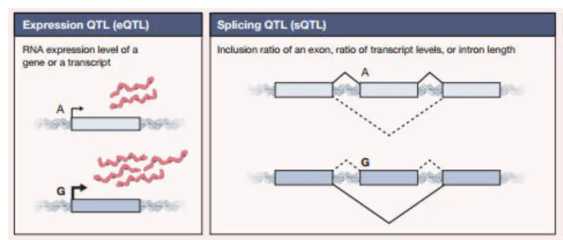 Expression QTL (eQTL)
RNA expression level of a
gene or a transcript
A
G
Splicing QTL (sQTL)
Inclusion ratio of an exon, ratio of transcript levels, or intron length
A
G